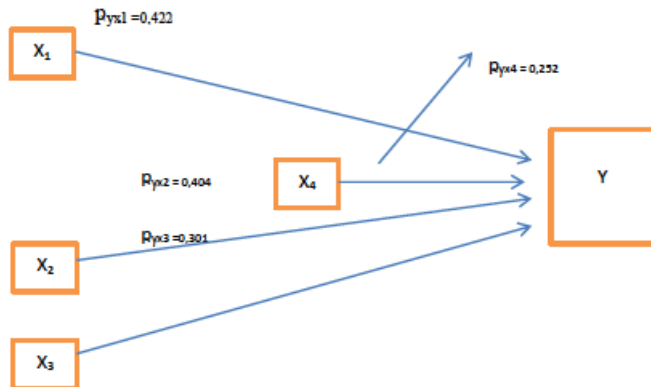 pyx1 =0,422
X1
pyx4 = 0,252
Y
pyx2 = 0,404
X4
pyx3 =0,301
X2
X3